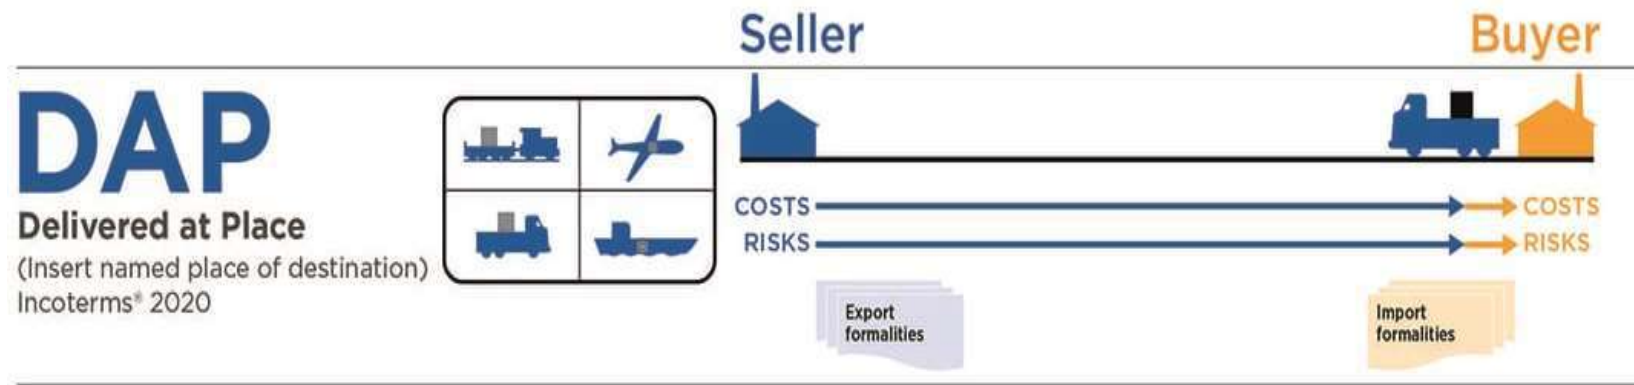 Seller
Buyer
DAP
Delivered at Place
(Insert named place of destination)
Incoterms® 2020
COSTS
COSTS
RISKS
RISKS
Export
formalities
Import
formalities